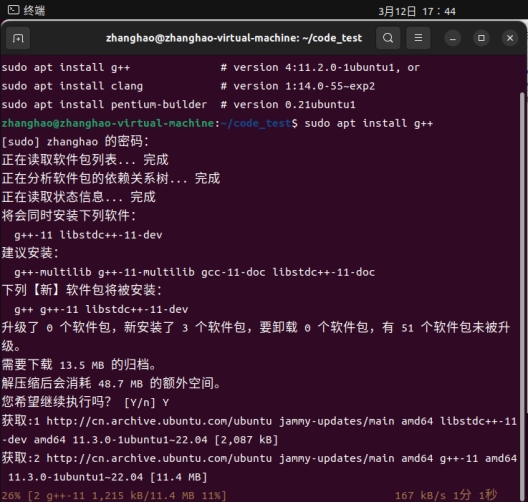 终端
3月12日 17：44
zhanghao@zhanghao-virtual-machine: ~/code_test
sudo apt install g++              # version 4:11.2.0-1ubuntu1, or
sudo apt install clang            # version 1:14.0-55~exp2
sudo apt install pentium-builder  # version 0.21ubuntu1
zhanghao@zhanghao-virtual-machine:~/code_test$ sudo apt install g++
[sudo] zhanghao 的密码：
正在读取软件包列表... 完成
正在分析软件包的依赖关系树... 完成
正在读取状态信息... 完成
将会同时安装下列软件：
  g++-11 libstdc++-11-dev
建议安装：
  g++-multilib g++-11-multilib gcc-11-doc libstdc++-11-doc
下列【新】软件包将被安装：
  g++ g++-11 libstdc++-11-dev
升级了 0 个软件包，新安装了 3 个软件包，要卸载 0 个软件包，有 51 个软件包未被升
级。
需要下载 13.5 MB 的归档。
解压缩后会消耗 48.7 MB 的额外空间。
您希望继续执行吗？ [Y/n] Y
获取:1 http://cn.archive.ubuntu.com/ubuntu jammy-updates/main amd64 libstdc++-11
-dev amd64 11.3.0-1ubuntu1~22.04 [2,087 kB]
获取:2 http://cn.archive.ubuntu.com/ubuntu jammy-updates/main amd64 g++-11 amd64
 11.3.0-1ubuntu1~22.04 [11.4 MB]
26% [2 g++-11 1,215 kB/11.4 MB 11%]                         167 kB/s 1分 1秒